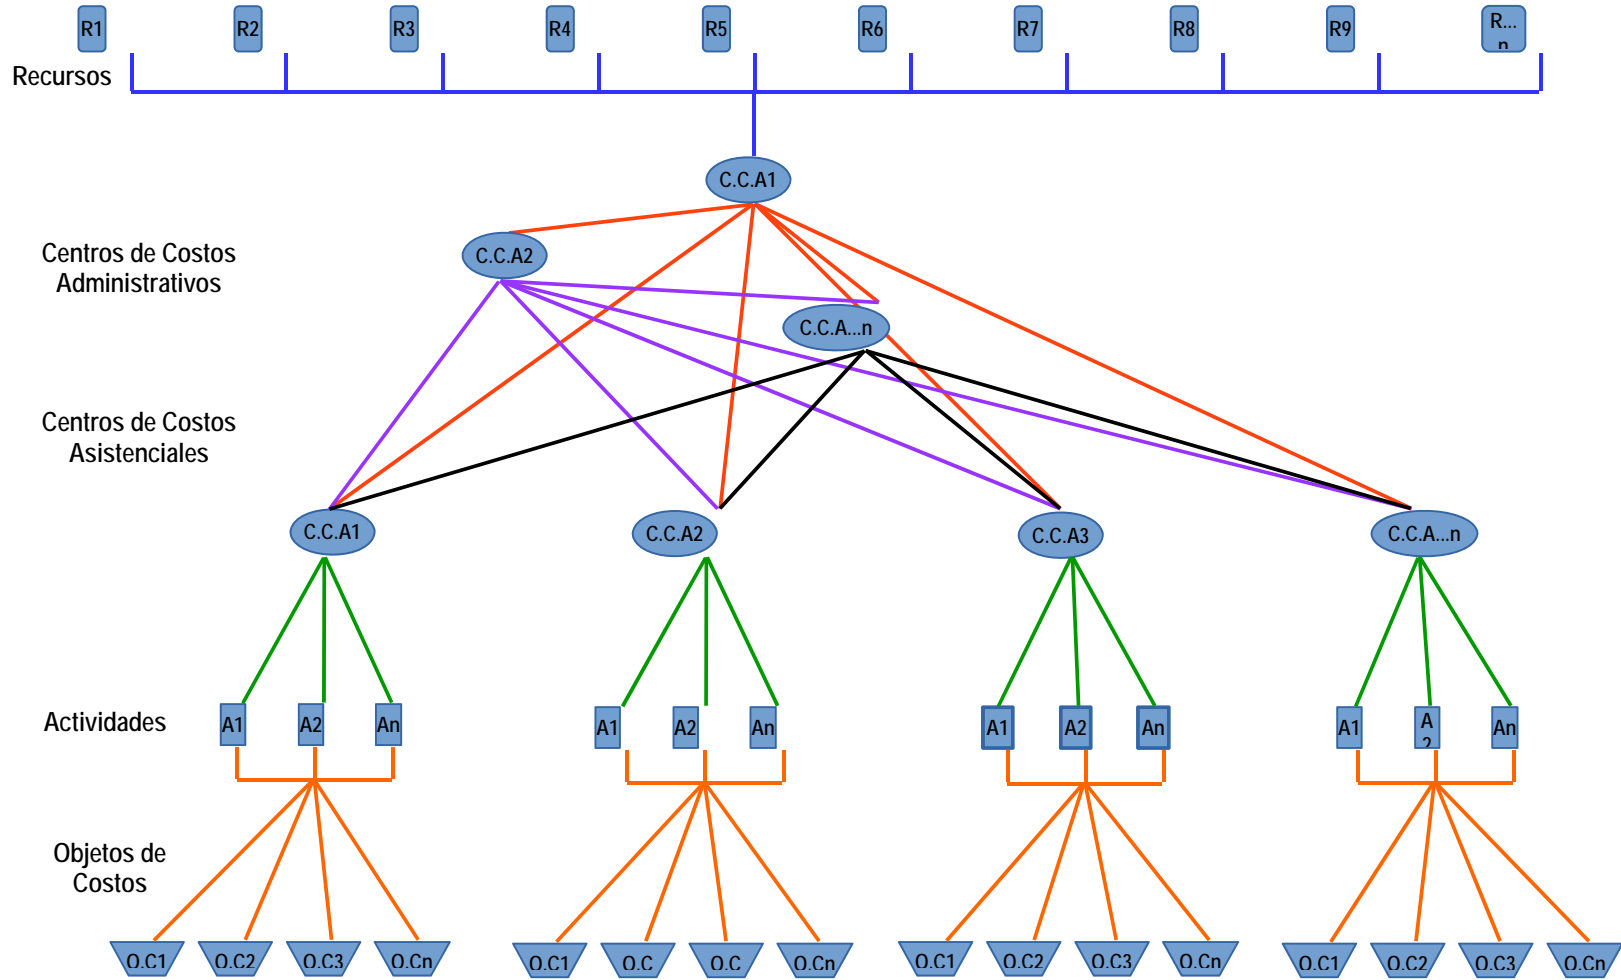 R1
R2
R3
R4
R5
R6
R7
R8
R9
R...
n
Recursos
C.C.A1
Centros de Costos
Administrativos
C.C.A2
C.C.A...n
Centros de Costos
Asistenciales
C.C.A1
C.C.A2
C.C.A3
C.C.A...n
Actividades
A1
A2
An
A1
A2
An
A1
A2
An
A1
A
2
An
Objetos de
Costos
O.C1
O.C2
O.C3
O.Cn
O.C1
O.C
O.C
O.Cn
O.C1
O.C2
O.C3
O.Cn
O.C1
O.C2
O.C3
O.Cn